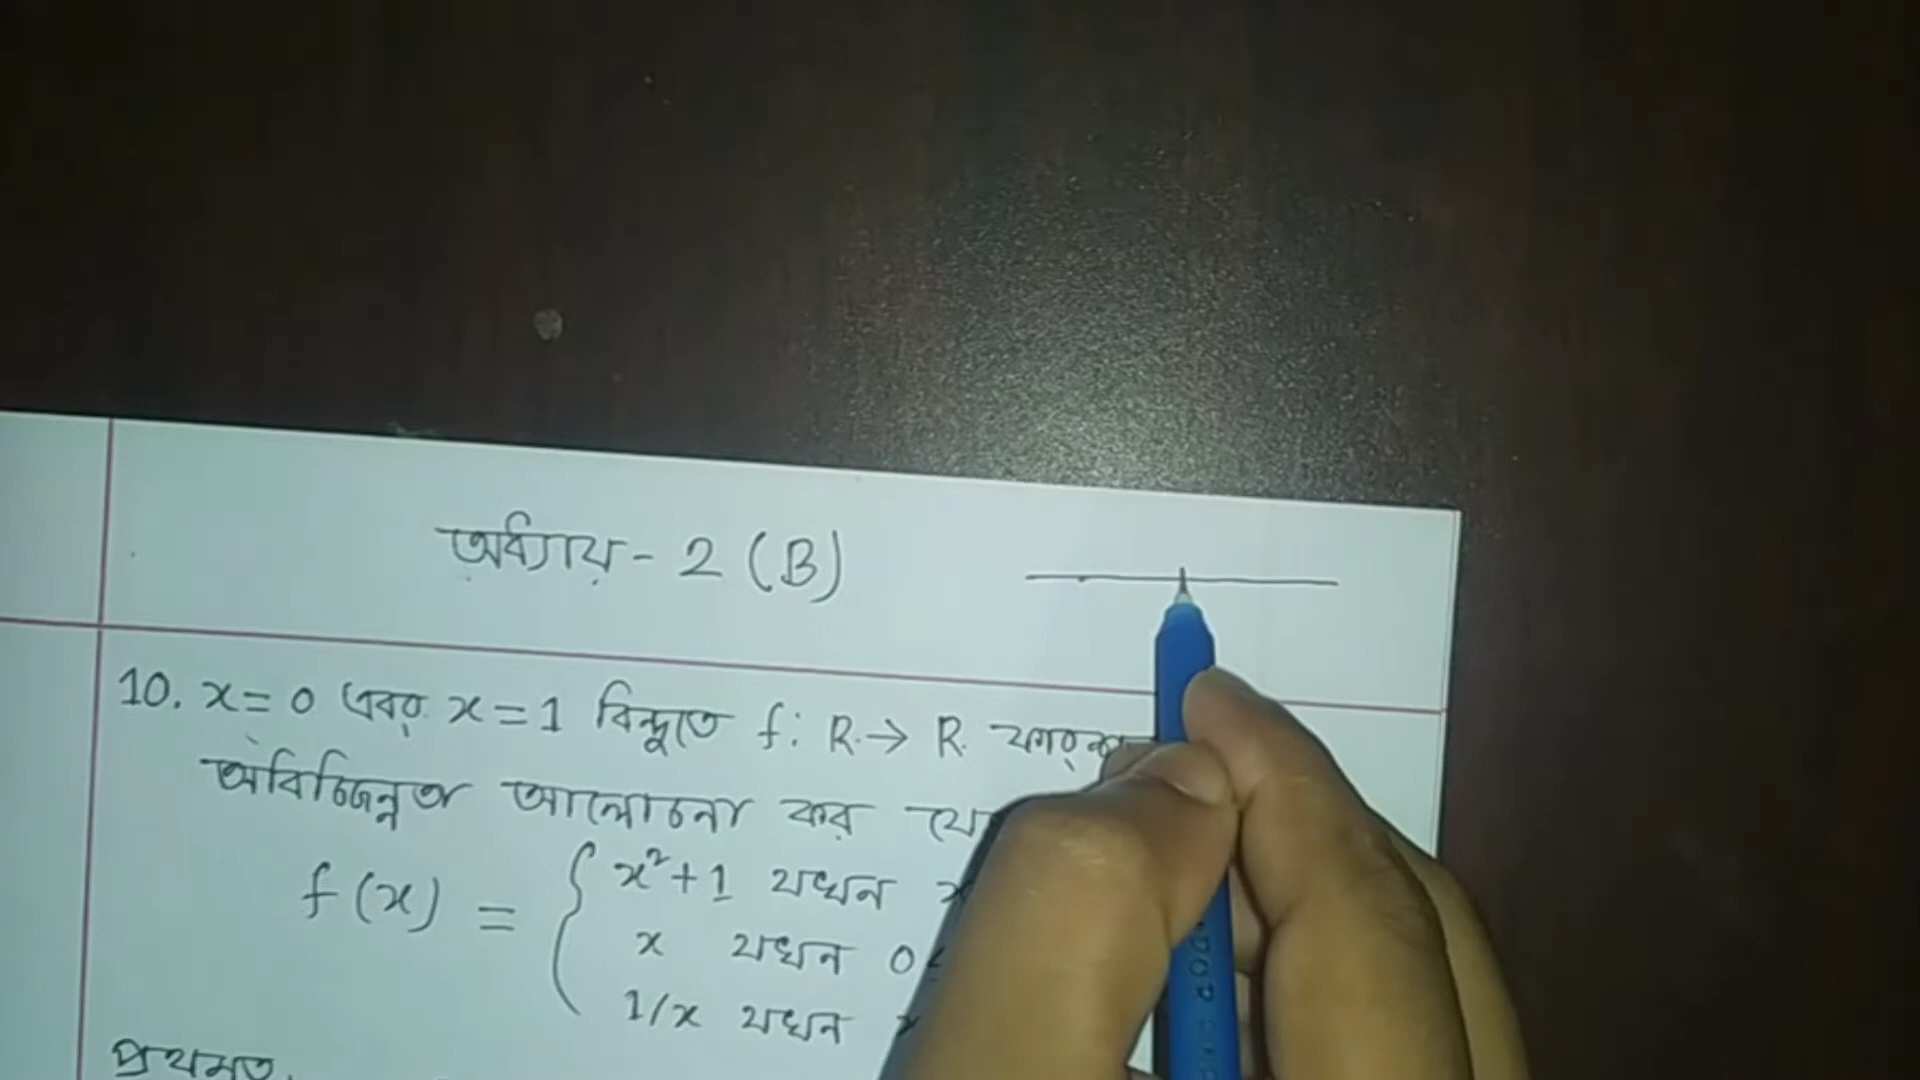 অধ্যায় - 2 (B)
10. x = 0 এবং x = 1 বিন্দুতে f: R → R
অবিচ্ছিন্নতা আলোচনা কর
f(x) = { x²+1 যখন x
x যখন 0<
1/x যখন x
প্রথমত,